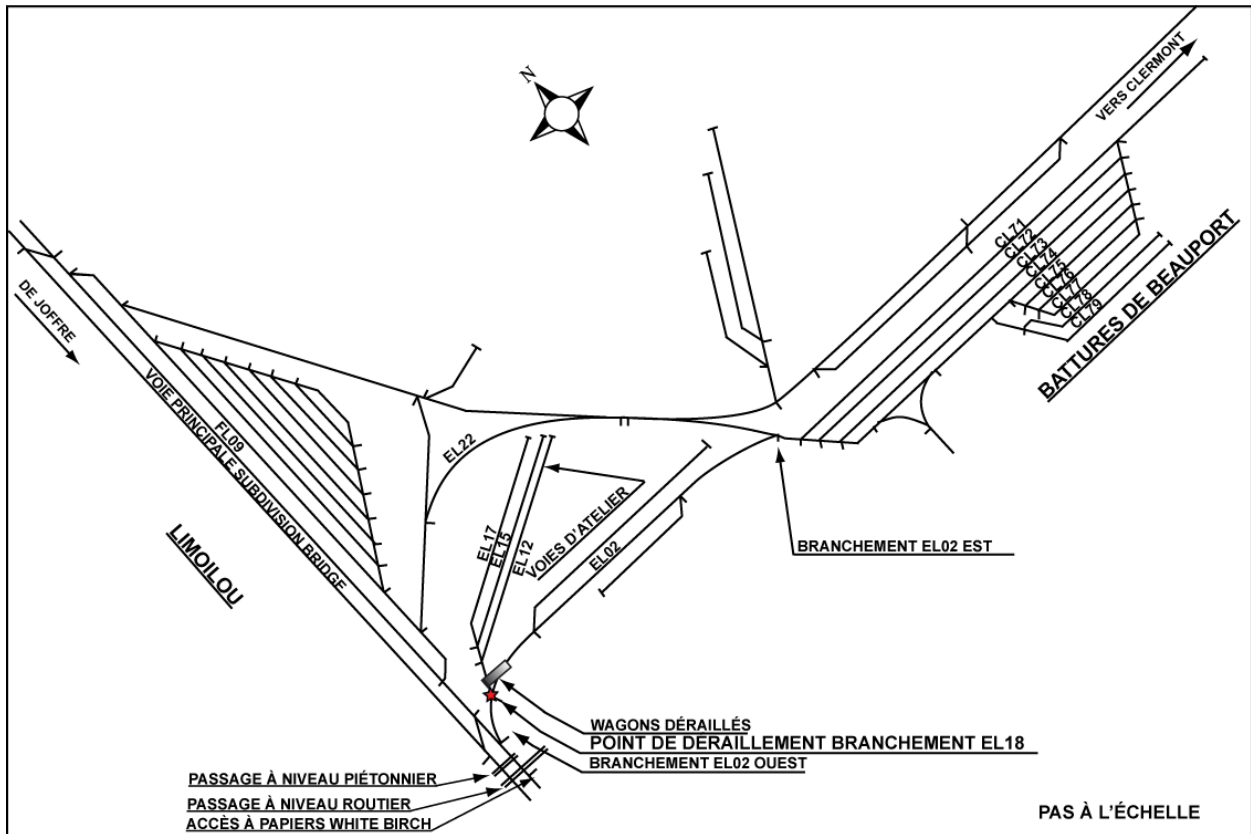 N
VERS CLERMONT
CL71
CL72
CL73
CL74
CL75
CL76
CL77
CL78
CL79
BATTURES DE BEAUPORT
DE JOFFRE
VOIE PRINCIPALE SUBDIVISION BRIDGE
FL09
LIMOILOU
EL22
EL17
EL15
EL12
VOIES D'ATELIER
EL02
BRANCHEMENT EL02 EST
WAGONS DÉRAILLÉS
POINT DE DERAILLEMENT BRANCHEMENT EL18
BRANCHEMENT EL02 OUEST
PASSAGE À NIVEAU PIÉTONNIER
PASSAGE À NIVEAU ROUTIER
ACCÈS À PAPIERS WHITE BIRCH
PAS À L'ÉCHELLE